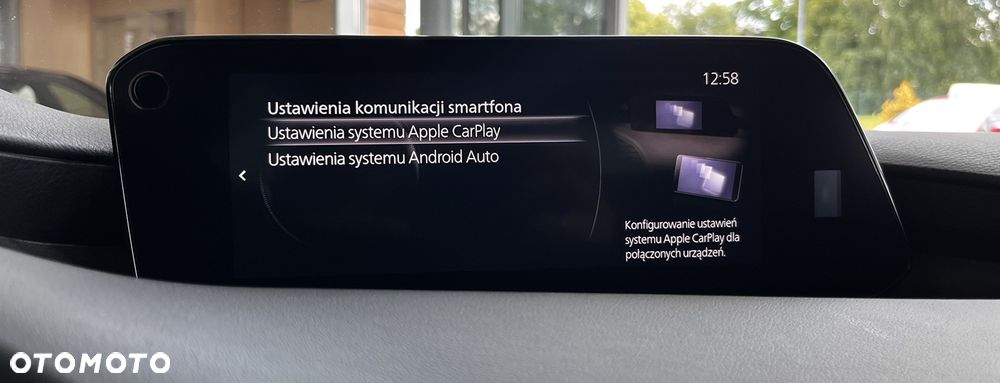 12:58
Ustawienia komunikacji smartfona
Ustawienia systemu Apple CarPlay
Ustawienia systemu Android Auto
Konfigurowanie ustawień
systemu Apple CarPlay dla
połączonych urządzeń.
OTOMOTO